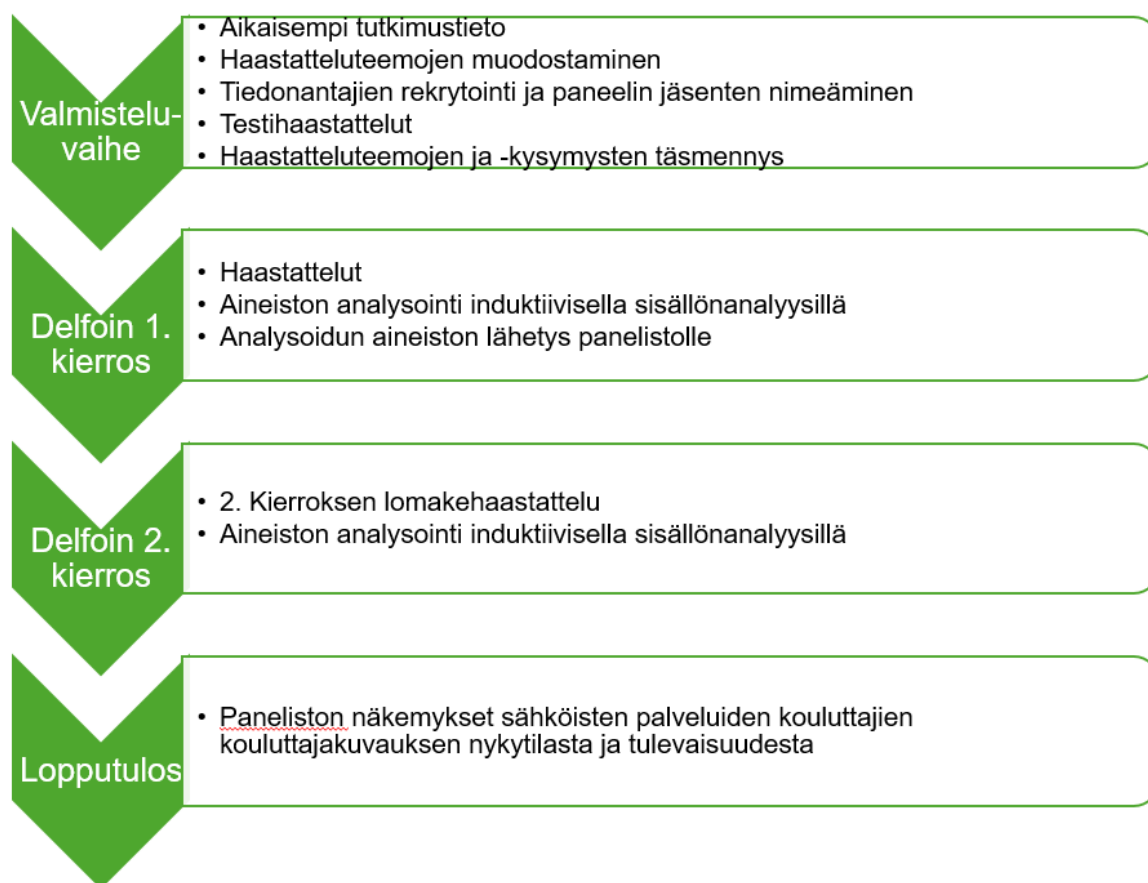 Valmistelu-
vaihe
• Aikaisempi tutkimustieto
• Haastatteluteemojen muodostaminen
• Tiedonantajien rekrytointi ja paneelin jäsenten nimeäminen
• Testihaastattelut
• Haastatteluteemojen ja -kysymysten täsmennys
Delfoin 1.
kierros
• Haastattelut
• Aineiston analysointi induktiivisella sisällönanalyysillä
• Analysoidun aineiston lähetys panelistolle
Delfoin 2.
kierros
• 2. Kierroksen lomakehaastattelu
• Aineiston analysointi induktiivisella sisällönanalyysillä
Lopputulos
• Paneliston näkemykset sähköisten palveluiden kouluttajien
kouluttajakuvauksen nykytilasta ja tulevaisuudesta